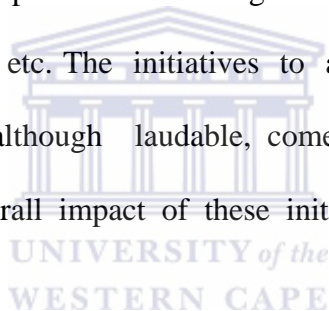 etc. The initiatives to a
although laudable, come
rall impact of these init
UNIVERSITY of the
WESTERN CAPE